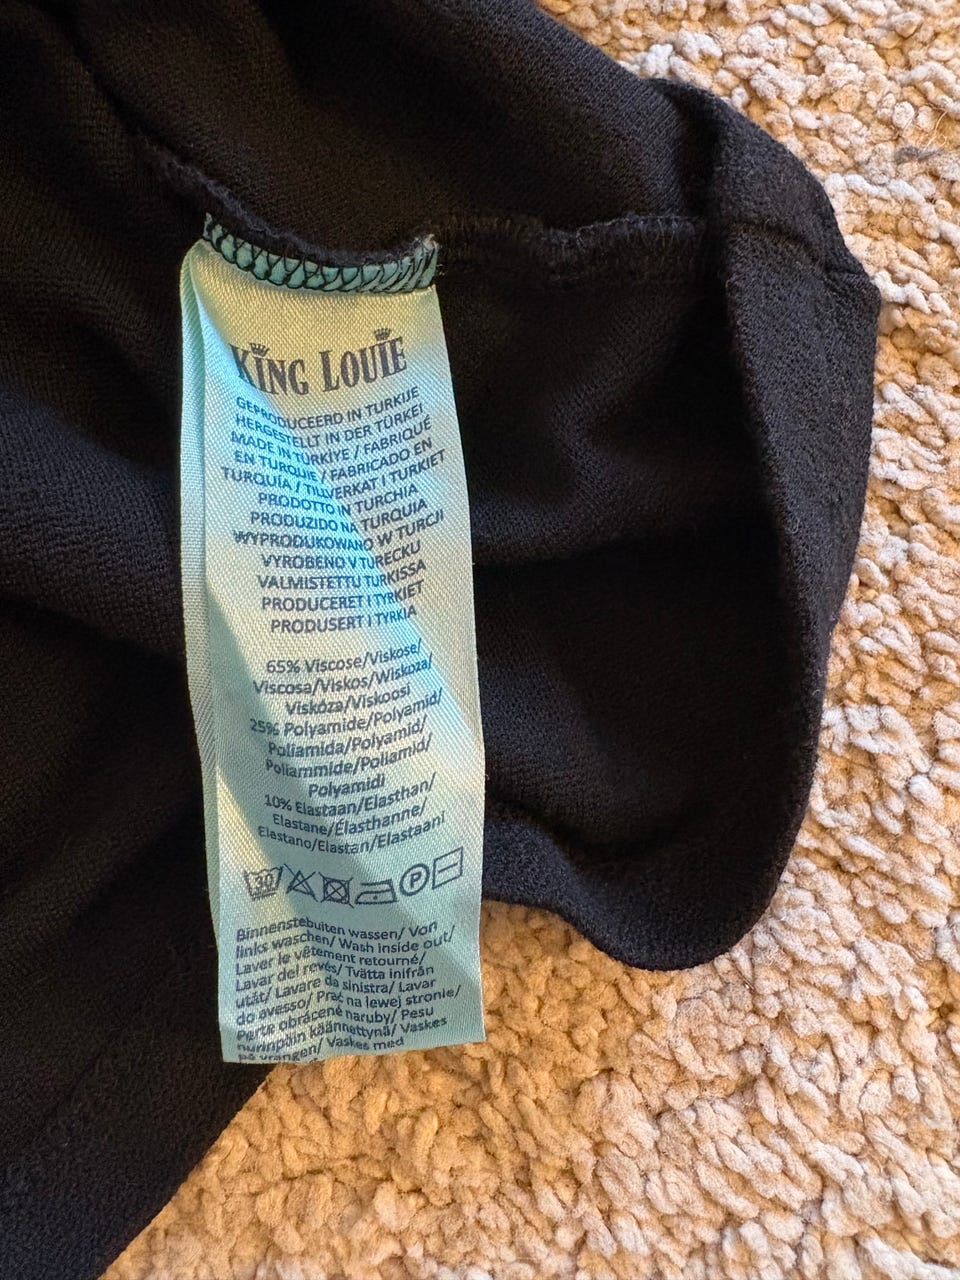 KING LOUIE
GEPRODUCEERD IN TURKIJE
HERGESTELLT IN DER TÜRKEI
MADE IN TÜRKIYE / FABRIQUÉ
EN TURQUIE / FABRICADO EN
TURQUÍA / TILLVERKAT I TURKIET
PRODOTTO IN TURCHIA
PRODUZIDO NA TURQUIA
WYPRODUKOWANO W TURCJI
VYROBENO V TURECKU
VALMISTETTU TURKISSA
PRODUCERET I TYRKIET
PRODUSERT I TYRKIA
65% Viscose/Viskose/
Viscosa/Viskos/Wiskoza/
Viskóza/Viskoosi
25% Polyamide/Polyamid/
Poliamida/Polyamid/
Poliammide/Poliamid/
Polyamidi
10% Elastaan/Elasthan/
Elastane/Élasthanne/
Elastano/Elastan/Elastaani
30 P
Binnenstebuiten wassen/ Von
links waschen/ Wash inside out/
Laver le vêtement retourné/
Lavar del revés/ Tvätta inifrån
utåt/ Lavare da sinistra/ Lavar
do avesso/ Prać na lewej stronie/
Perte obráceně naruby/ Pesu
nurinpäin käännettynä/ Vaskes
på vrangen/ Vaskes med